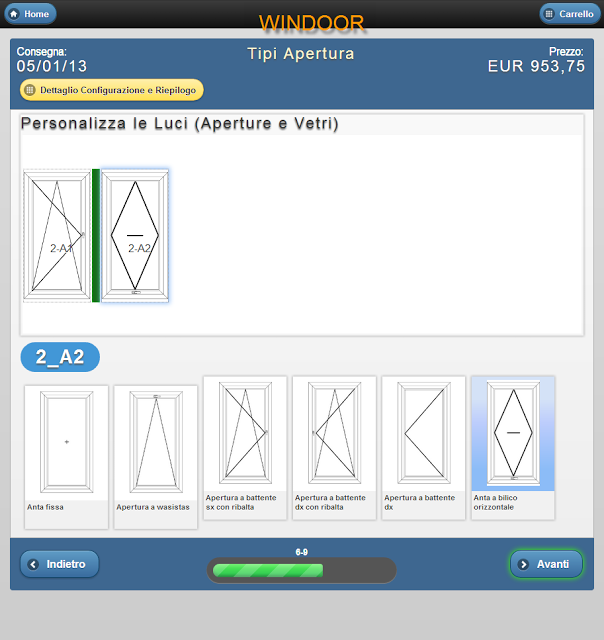 Home
WINDOOR
Carrello
Consegna:
05/01/13
Tipi Apertura
Prezzo:
EUR 953,75
Dettaglio Configurazione e Riepilogo
Personalizza le Luci (Aperture e Vetri)
2-A1
2-A2
2_A2
Anta fissa
Apertura a wasistas
Apertura a battente
sx con ribalta
Apertura a battente
dx con ribalta
Apertura a battente
dx
Anta a bilico
orizzontale
6-9
Indietro
Avanti